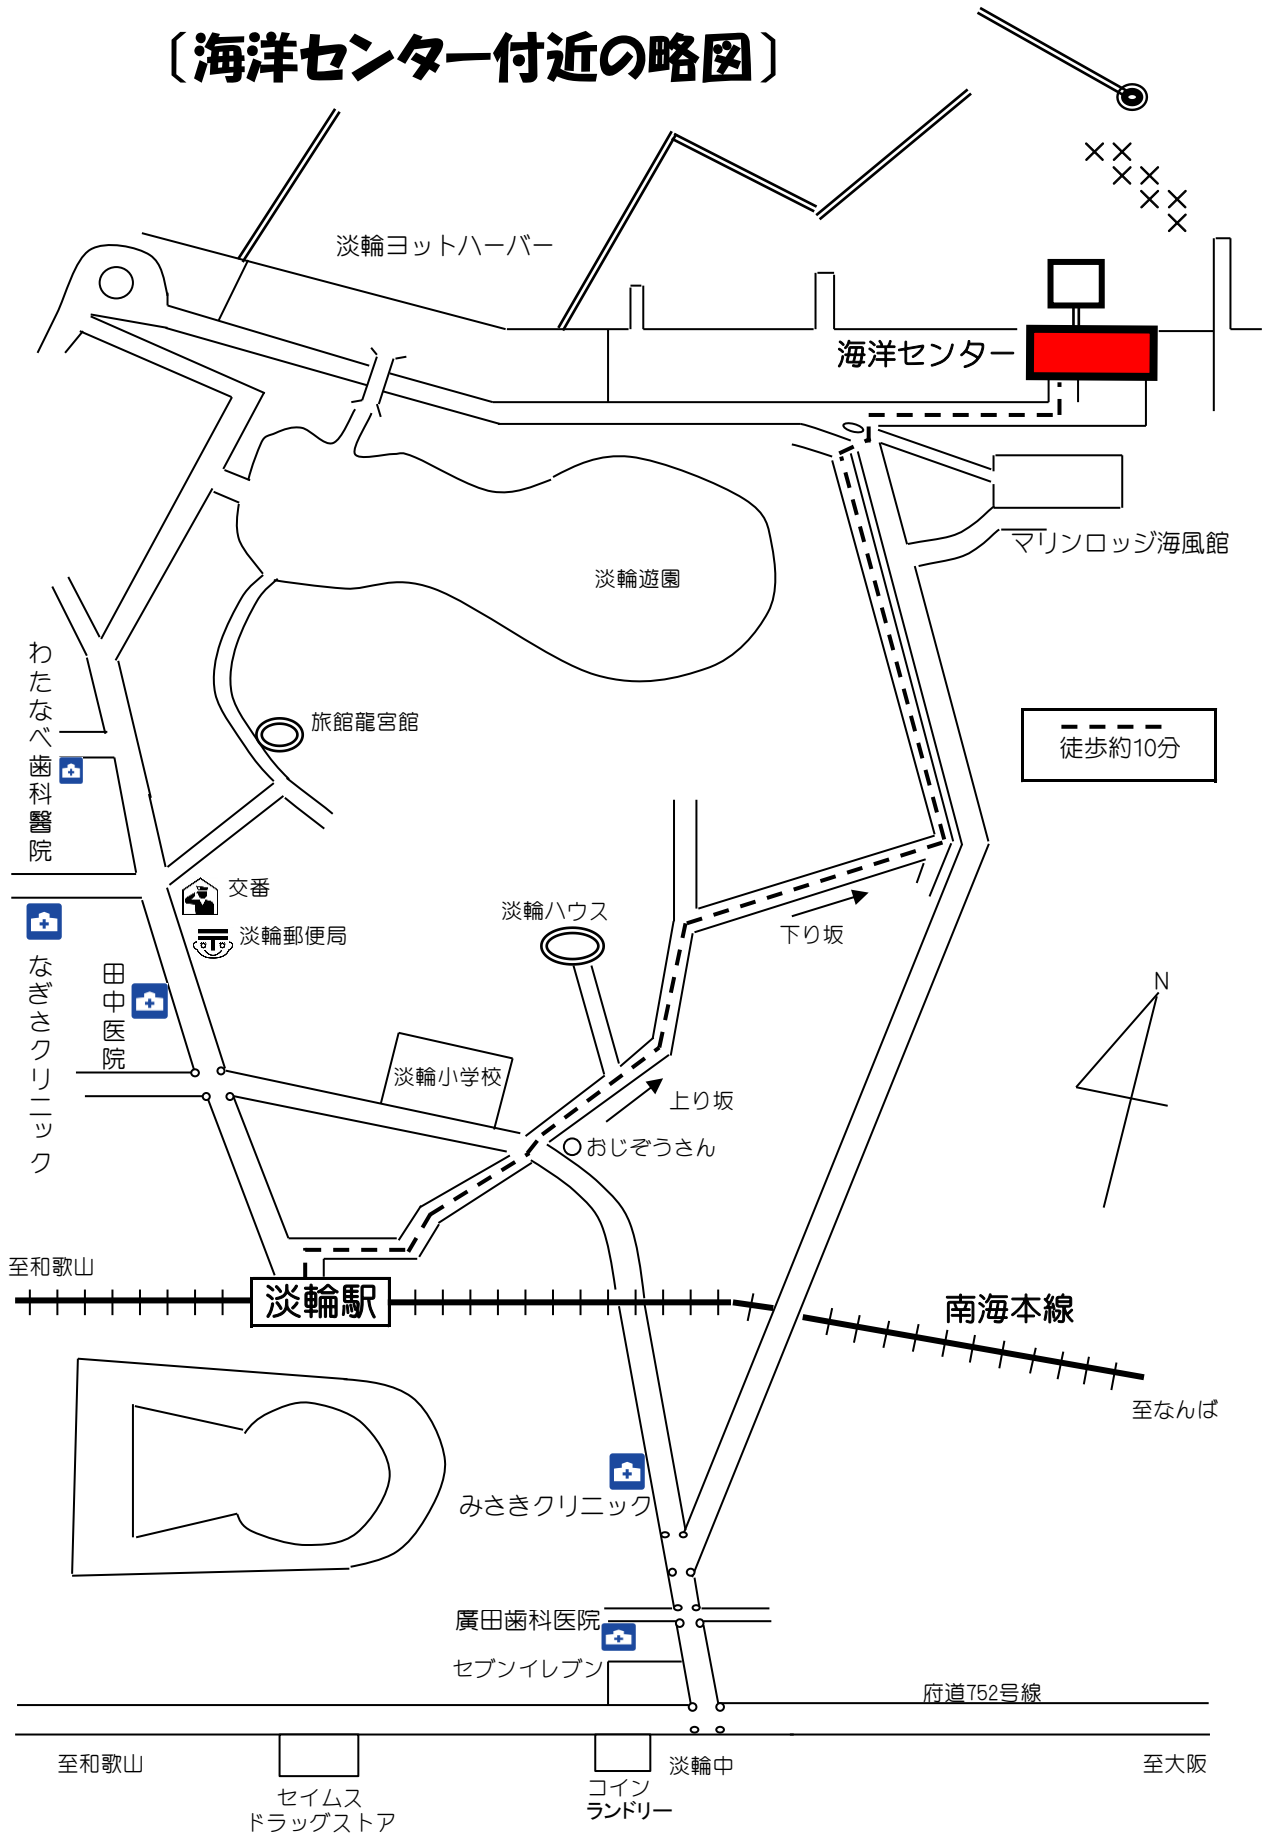 〔海洋センター付近の略図〕
淡輪ヨットハーバー
海洋センター
マリンロッジ海風館
淡輪遊園
わたなべ歯科醫院
旅館龍宮館
徒歩約10分
交番
淡輪郵便局
淡輪ハウス
下り坂
なぎさクリニック
田中医院
N
淡輪小学校
上り坂
おじぞうさん
至和歌山
淡輪駅
南海本線
至なんば
みさきクリニック
廣田歯科医院
セブンイレブン
府道752号線
至和歌山
淡輪中
至大阪
セイムス
ドラッグストア
コイン
ランドリー